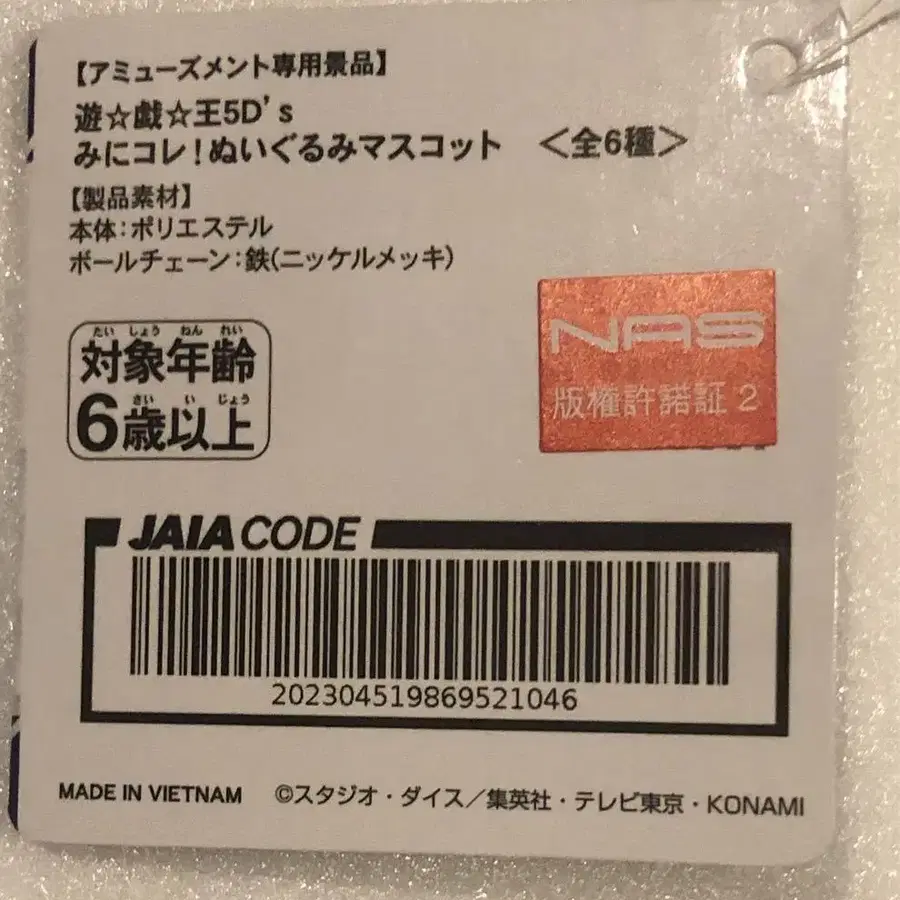 【アミューズメント専用景品】
遊☆戯☆王5D's
みにコレ!ぬいぐるみマスコット <全6種>
【製品素材】
本体:ポリエステル
ボールチェーン:鉄(ニッケルメッキ)
NAS
版権許諾証 2
たいしょうねんれい
対象年齢
さいいじょう
6歳以上
JAIA CODE
202304519869521046
MADE IN VIETNAM ©スタジオ・ダイス/集英社・テレビ東京・KONAMI